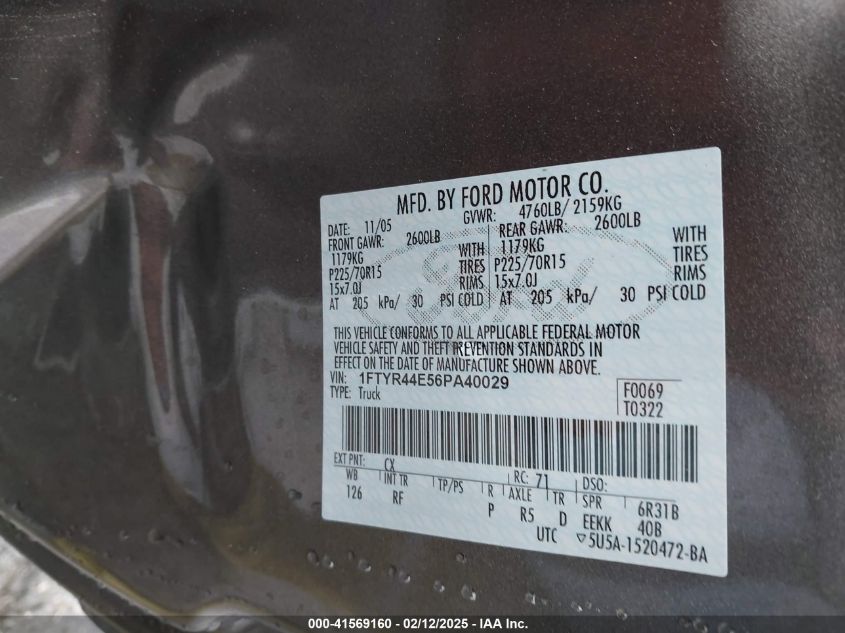 MFD. BY FORD MOTOR CO.
DATE: 11/05 GVWR: 4760LB/ 2159KG
FRONT GAWR: 2600LB REAR GAWR: 2600LB
1179KG WITH 1179KG WITH
P225/70R15 TIRES P225/70R15 TIRES
15x7.0J RIMS 15x7.0J RIMS
AT 205 kPa/ 30 PSI COLD AT 205 kPa/ 30 PSI COLD
Ford
THIS VEHICLE CONFORMS TO ALL APPLICABLE FEDERAL MOTOR
VEHICLE SAFETY AND THEFT PREVENTION STANDARDS IN
EFFECT ON THE DATE OF MANUFACTURE SHOWN ABOVE.
VIN: 1FTYR44E56PA40029
TYPE: Truck
F0069
T0322
EXT PNT: CX RC: 71 DSO:
WB INT TR TP/PS R AXLE TR SPR 6R31B
126 RF P R5 D EEKK 40B
UTC ▽5U5A-1520472-BA
000-41569160 - 02/12/2025 - IAA Inc.